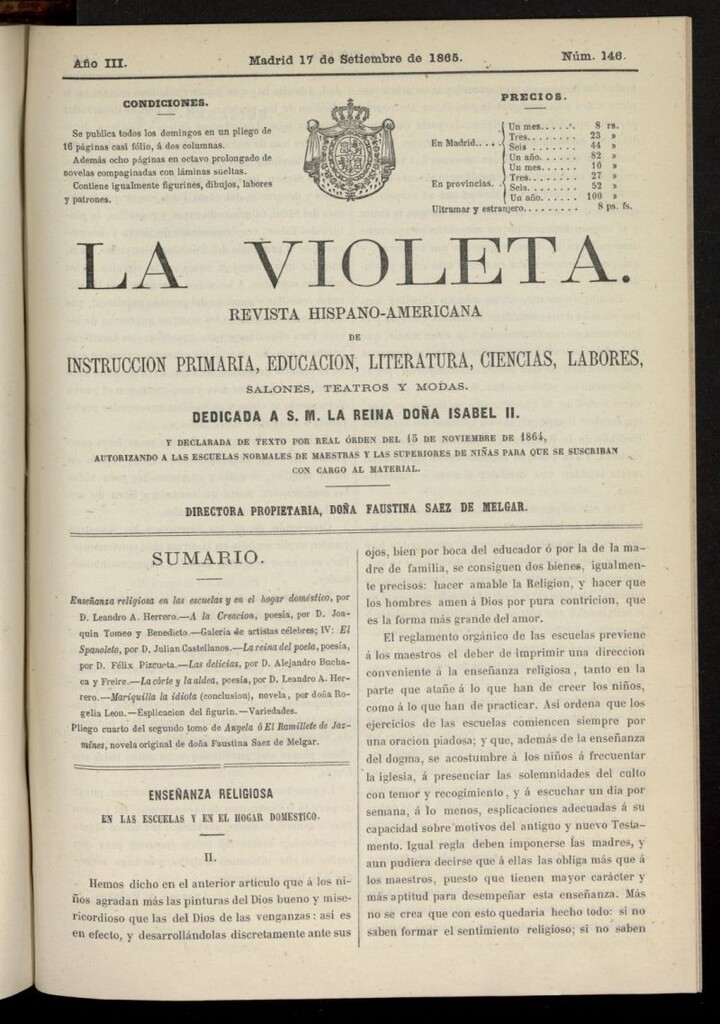 Año III.
Madrid 17 de Setiembre de 1865.
Núm. 146.
CONDICIONES.
Se publica todos los domingos en un pliego de
16 páginas casi fólio, á dos columnas.
Además ocho páginas en octavo prolongado de
novelas compaginadas con láminas sueltas.
Contiene igualmente figurines, dibujos, labores
y patrones.
PRECIOS.
En Madrid....
Un mes...... 8 rs.
Tres....... 23 »
Seis ....... 44 »
Un año...... 82 »
En provincias.
Un mes...... 10 »
Tres........ 27 »
Seis........ 52 »
Un año...... 100 »
Ultramar y estranjero......... 8 ps. fs.
LA VIOLETA.
REVISTA HISPANO-AMERICANA
DE
INSTRUCCION PRIMARIA, EDUCACION, LITERATURA, CIENCIAS, LABORES,
SALONES, TEATROS Y MODAS.
DEDICADA A S. M. LA REINA DOÑA ISABEL II.
Y DECLARADA DE TEXTO POR REAL ÓRDEN DEL 15 DE NOVIEMBRE DE 1864,
AUTORIZANDO A LAS ESCUELAS NORMALES DE MAESTRAS Y LAS SUPERIORES DE NIÑAS PARA QUE SE SUSCRIBAN
CON CARGO AL MATERIAL.
DIRECTORA PROPIETARIA, DOÑA FAUSTINA SAEZ DE MELGAR.
SUMARIO.
Enseñanza religiosa en las escuelas y en el hogar doméstico, por
D. Leandro A. Herrero.—A la Creacion, poesía, por D. Joa-
quin Tomeo y Benedicto.—Galería de artistas célebres; IV: El
Spanoleto, por D. Julian Castellanos.—La reina del poeta, poesía,
por D. Félix Pizcueta.—Las delicias, por D. Alejandro Bucha-
ca y Freire.—La córte y la aldea, poesía, por D. Leandro A. Her-
rero.—Mariquilla la idiota (conclusion), novela, por doña Ro-
gelia Leon.—Esplicacion del figurin.—Variedades.
Pliego cuarto del segundo tomo de Angela ó El Ramillete de Jaz-
mines, novela original de doña Faustina Saez de Melgar.
ENSEÑANZA RELIGIOSA
EN LAS ESCUELAS Y EN EL HOGAR DOMESTICO.
II.
Hemos dicho en el anterior artículo que á los ni-
ños agradan más las pinturas del Dios bueno y mise-
ricordioso que las del Dios de las venganzas: así es
en efecto, y desarrollándolas discretamente ante sus
ojos, bien por boca del educador ó por la de la ma-
dre de familia, se consiguen dos bienes, igualmen-
te precisos: hacer amable la Religion, y hacer que
los hombres amen á Dios por pura contricion, que
es la forma más grande del amor.
El reglamento orgánico de las escuelas previene
á los maestros el deber de imprimir una direccion
conveniente á la enseñanza religiosa, tanto en la
parte que atañe á lo que han de creer los niños,
como á lo que han de practicar. Así ordena que los
ejercicios de las escuelas comiencen siempre por
una oracion piadosa; y que, además de la enseñanza
del dogma, se acostumbre á los niños á frecuentar
la iglesia, á presenciar las solemnidades del culto
con temor y recogimiento, y á escuchar un dia por
semana, á lo menos, esplicaciones adecuadas á su
capacidad sobre motivos del antiguo y nuevo Testa-
mento. Igual regla deben imponerse las madres, y
aun pudiera decirse que á ellas las obliga más que á
los maestros, puesto que tienen mayor carácter y
más aptitud para desempeñar esta enseñanza. Más
no se crea que con esto quedaria hecho todo: si no
saben formar el sentimiento religioso; si no saben